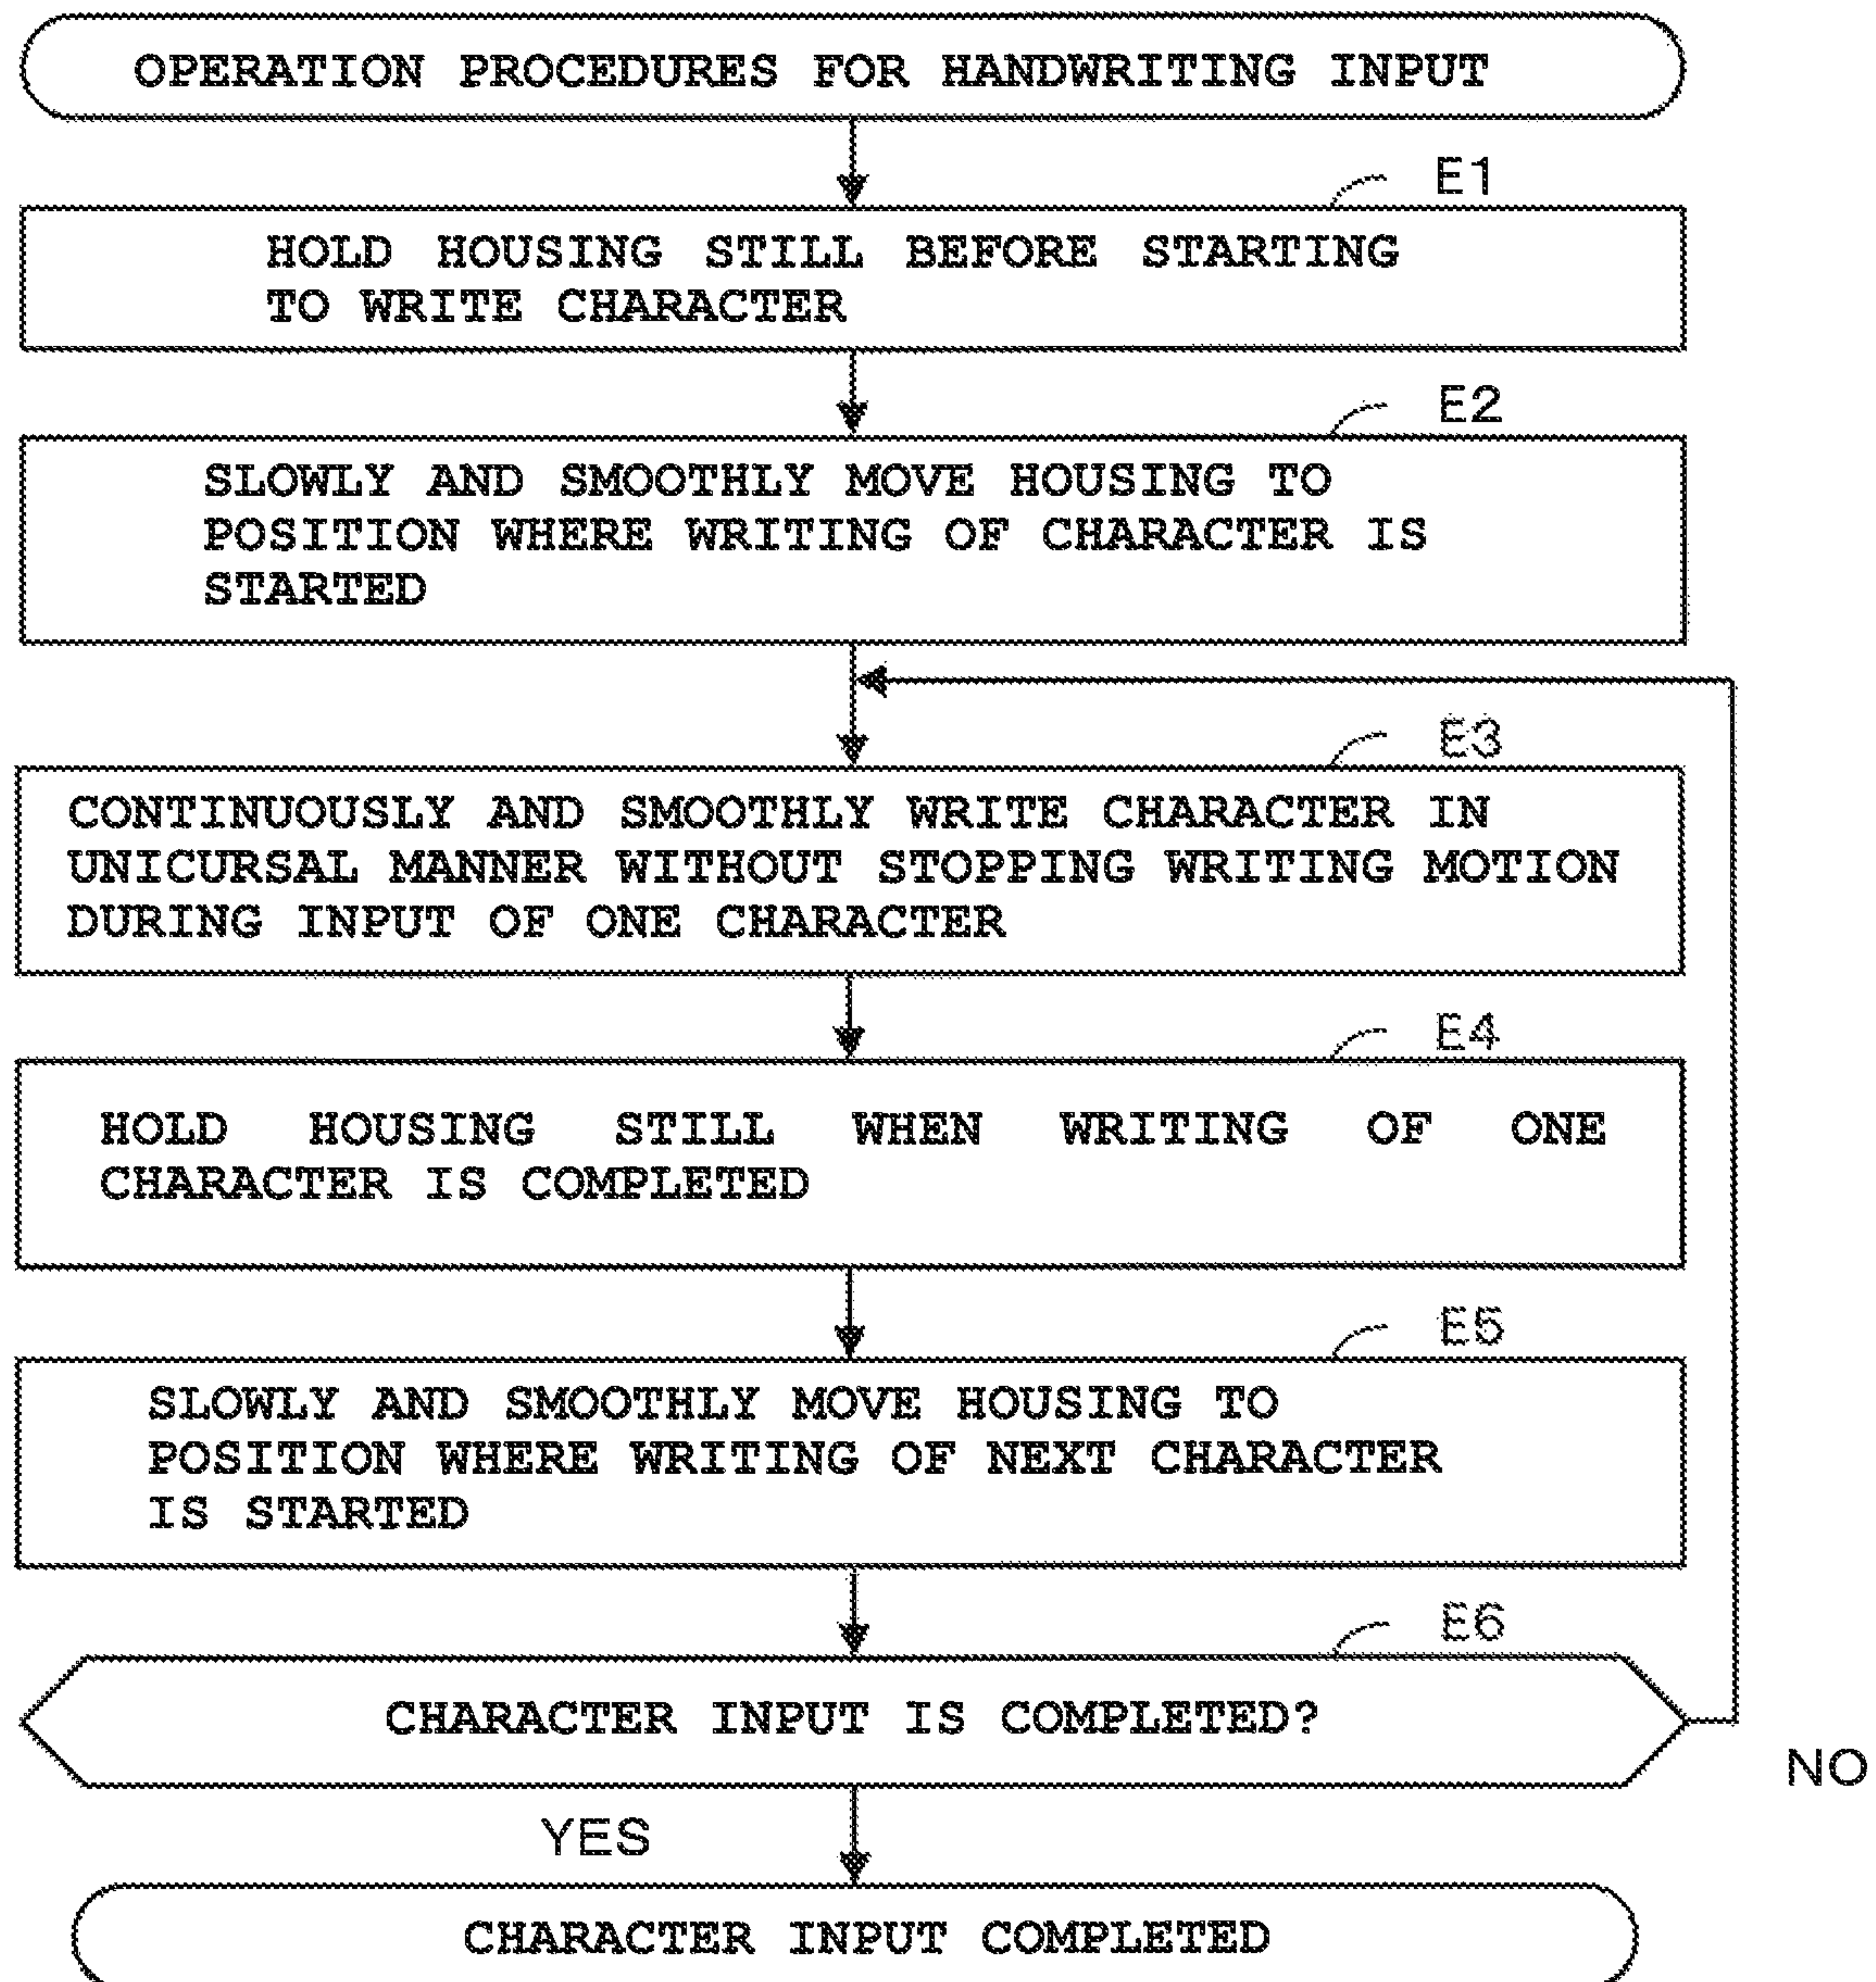 OPERATION PROCEDURES FOR HANDWRITING INPUT
E1
HOLD HOUSING STILL BEFORE STARTING
TO WRITE CHARACTER
E2
SLOWLY AND SMOOTHLY MOVE HOUSING TO
POSITION WHERE WRITING OF CHARACTER IS
STARTED
E3
CONTINUOUSLY AND SMOOTHLY WRITE CHARACTER IN
UNICURSAL MANNER WITHOUT STOPPING WRITING MOTION
DURING INPUT OF ONE CHARACTER
E4
HOLD HOUSING STILL WHEN WRITING OF ONE
CHARACTER IS COMPLETED
E5
SLOWLY AND SMOOTHLY MOVE HOUSING TO
POSITION WHERE WRITING OF NEXT CHARACTER
IS STARTED
E6
CHARACTER INPUT IS COMPLETED?
NO
YES
CHARACTER INPUT COMPLETED